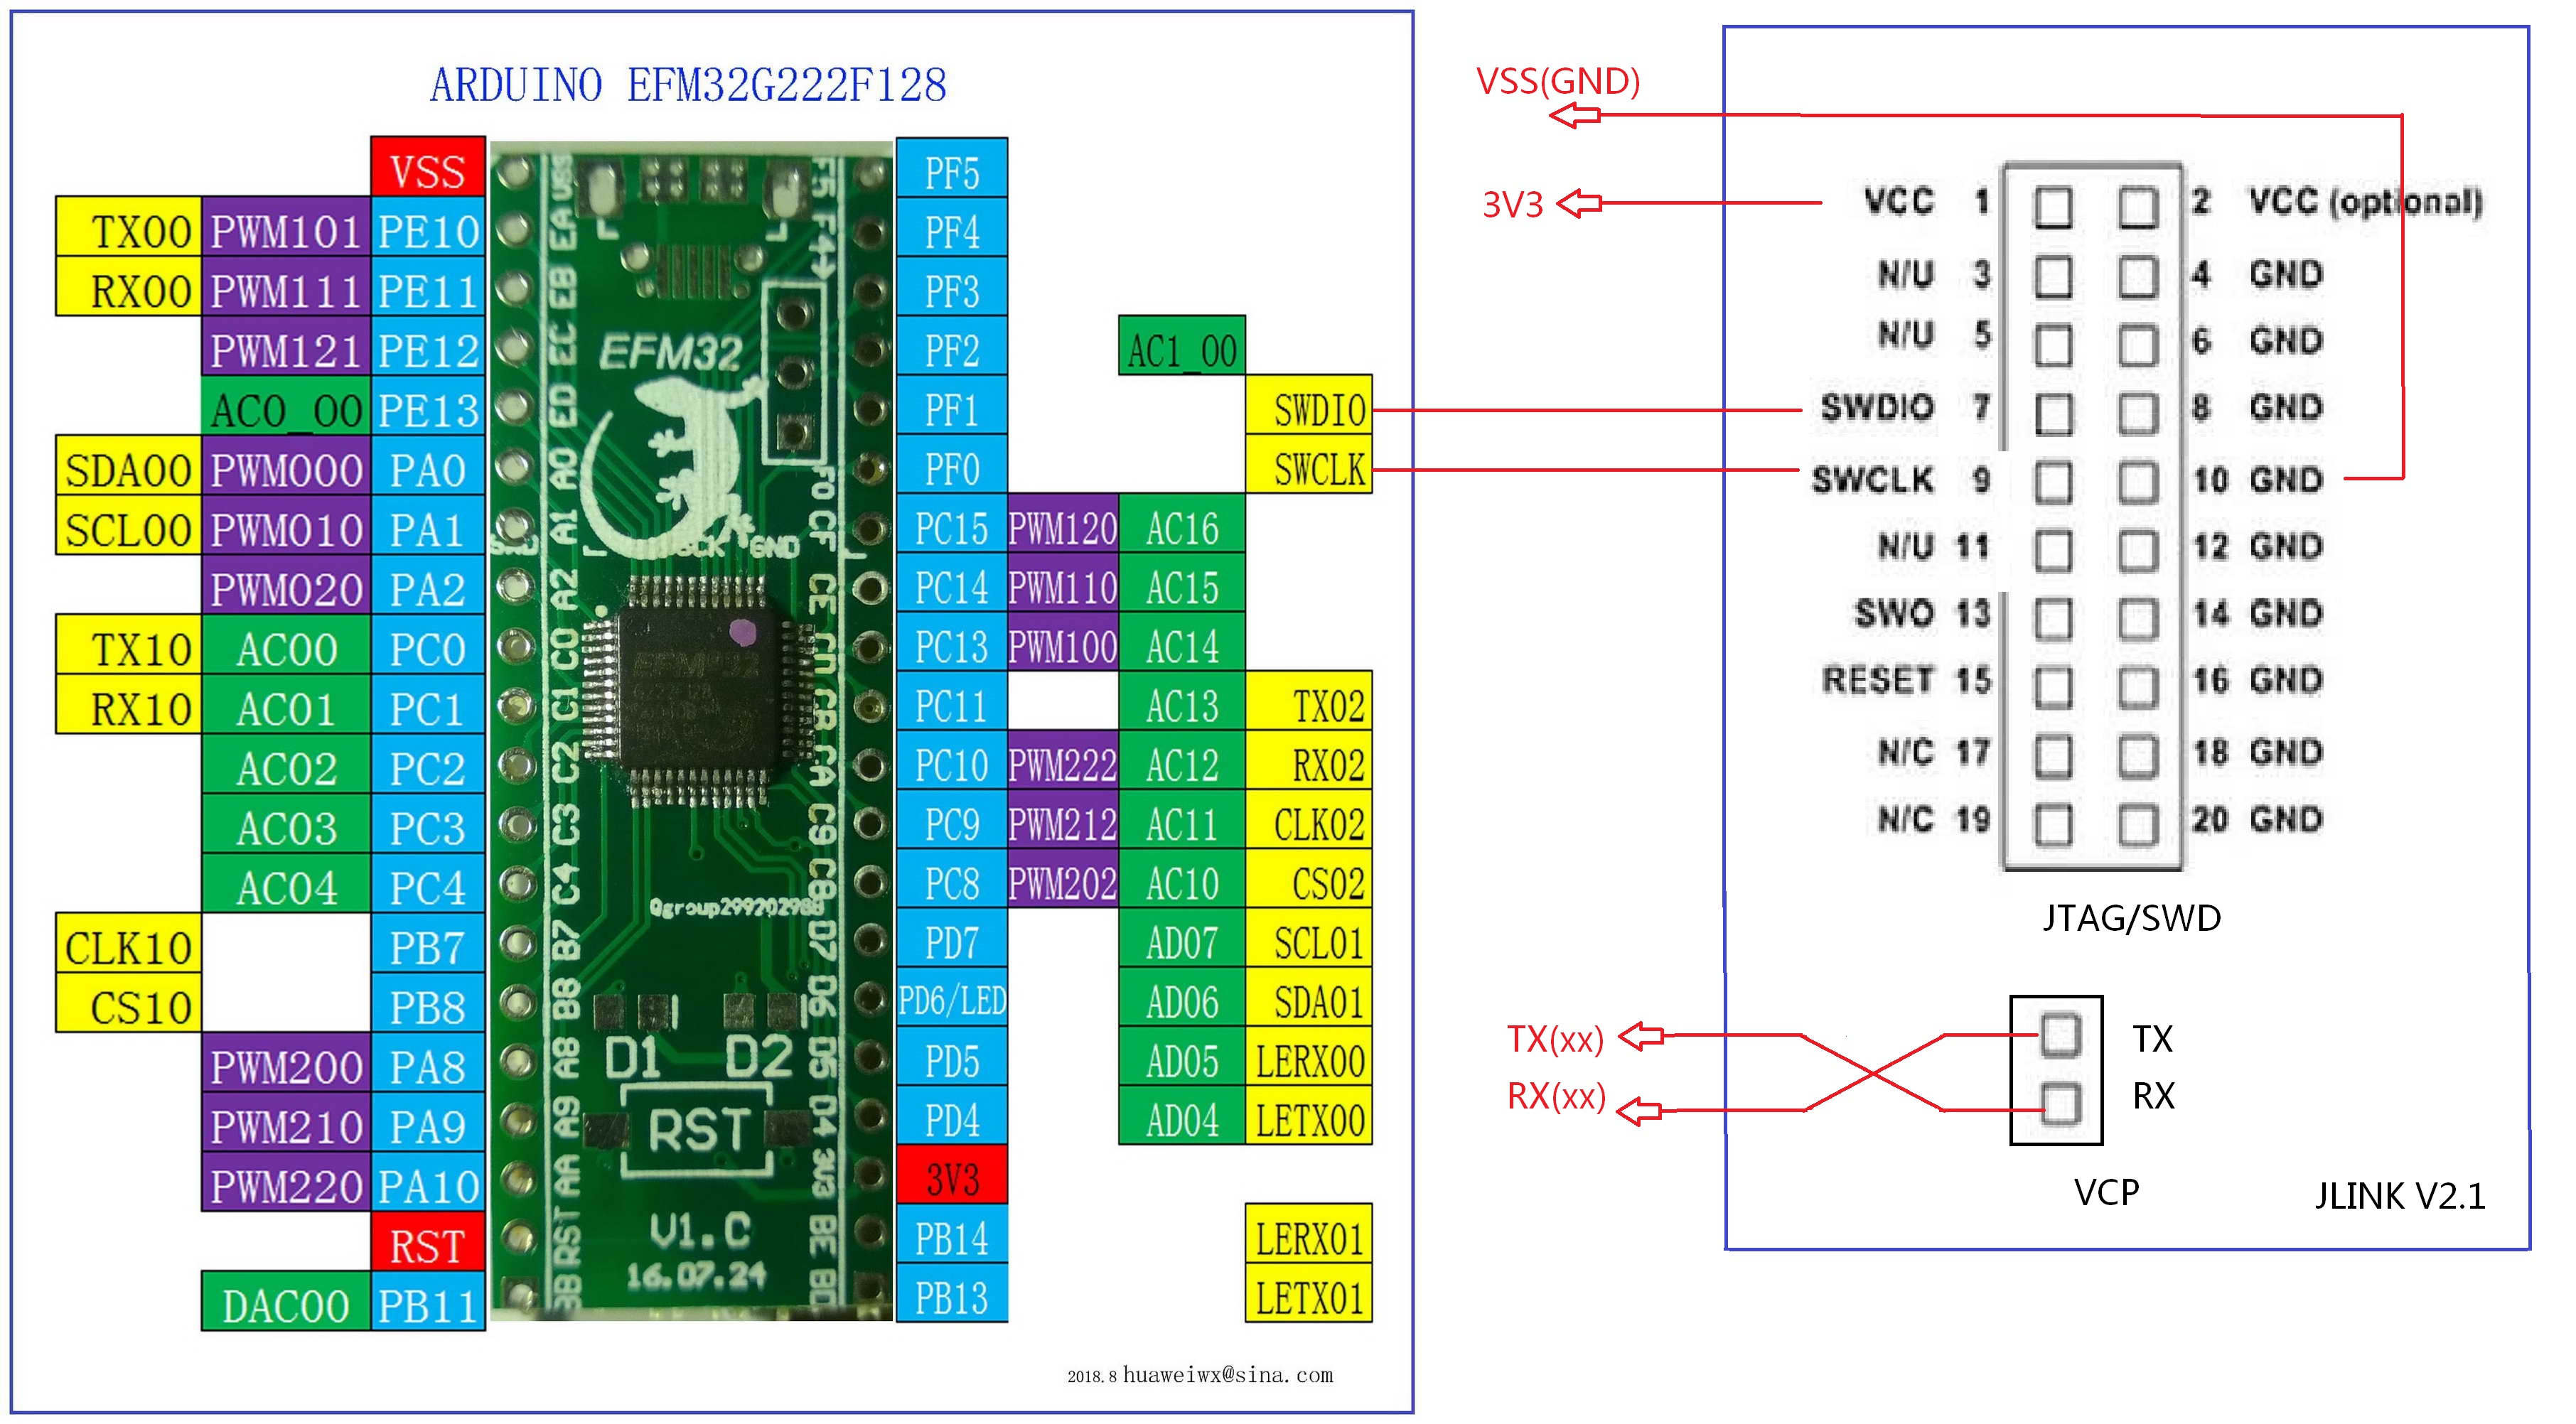 ARDUINO EFM32G222F128
VSS
TX00 PWM101 PE10
RX00 PWM111 PE11
PWM121 PE12
AC0_00 PE13
SDA00 PWM000 PA0
SCL00 PWM010 PA1
PWM020 PA2
TX10 AC00 PC0
RX10 AC01 PC1
AC02 PC2
AC03 PC3
AC04 PC4
CLK10 PB7
CS10 PB8
PWM200 PA8
PWM210 PA9
PWM220 PA10
RST
DAC00 PB11
VSS
EA
EB
EC
ED
A0
A1
A2
C0
C1
C2
C3
C4
B7
B8
A8
A9
AA
RST
EFM32
GND
Qgroup299202988
D1 D2
RST
V1.C
16.07.24
F5
F4
F0
CF
CE
CA
C9
C8
D7
D6
D5
D4
3V3
BE
BD
PF5
PF4
PF3
PF2 AC1_00
PF1 SWDIO
PF0 SWCLK
PC15 PWM120 AC16
PC14 PWM110 AC15
PC13 PWM100 AC14
PC11 AC13 TX02
PC10 PWM222 AC12 RX02
PC9 PWM212 AC11 CLK02
PC8 PWM202 AC10 CS02
PD7 AD07 SCL01
PD6/LED AD06 SDA01
PD5 AD05 LERX00
PD4 AD04 LETX00
3V3
PB14 LERX01
PB13 LETX01
2018.8 huaweiwx@sina.com
VSS(GND)
3V3
VCC 1 2 VCC (optional)
N/U 3 4 GND
N/U 5 6 GND
SWDIO 7 8 GND
SWCLK 9 10 GND
N/U 11 12 GND
SWO 13 14 GND
RESET 15 16 GND
N/C 17 18 GND
N/C 19 20 GND
JTAG/SWD
TX(xx) TX
RX(xx) RX
VCP
JLINK V2.1